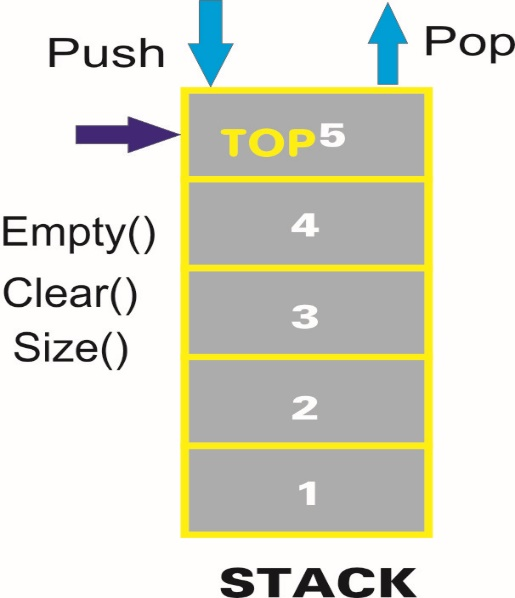 Push
Pop
TOP5
4
Empty()
Clear()
3
Size()
2
1
STACK